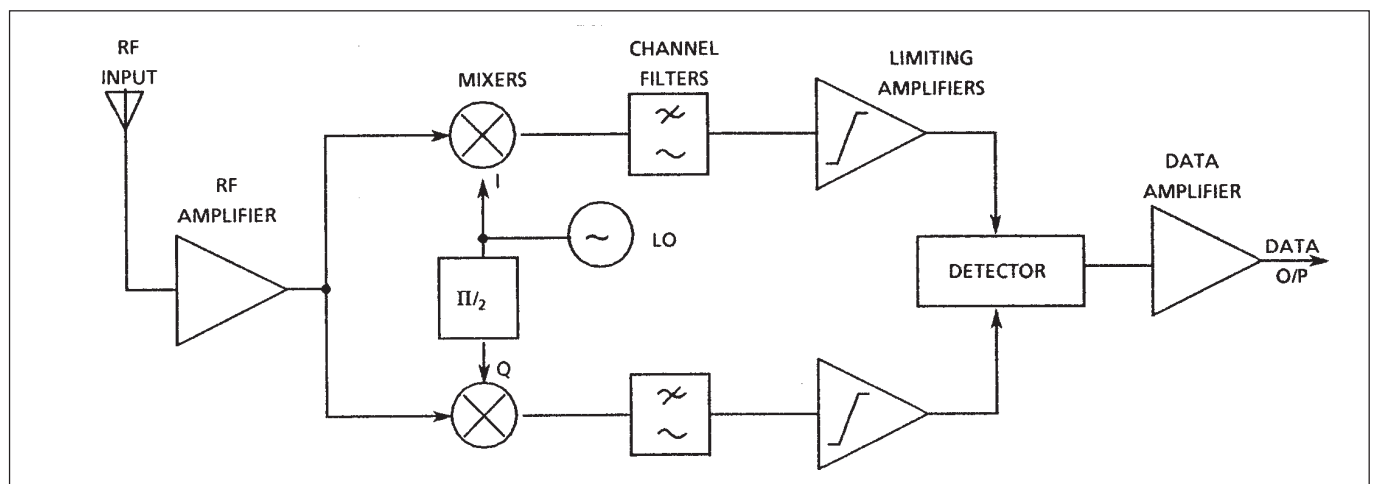 RF
INPUT
RF
AMPLIFIER
MIXERS
I
Q
Π/2
LO
CHANNEL
FILTERS
LIMITING
AMPLIFIERS
DETECTOR
DATA
AMPLIFIER
DATA
O/P